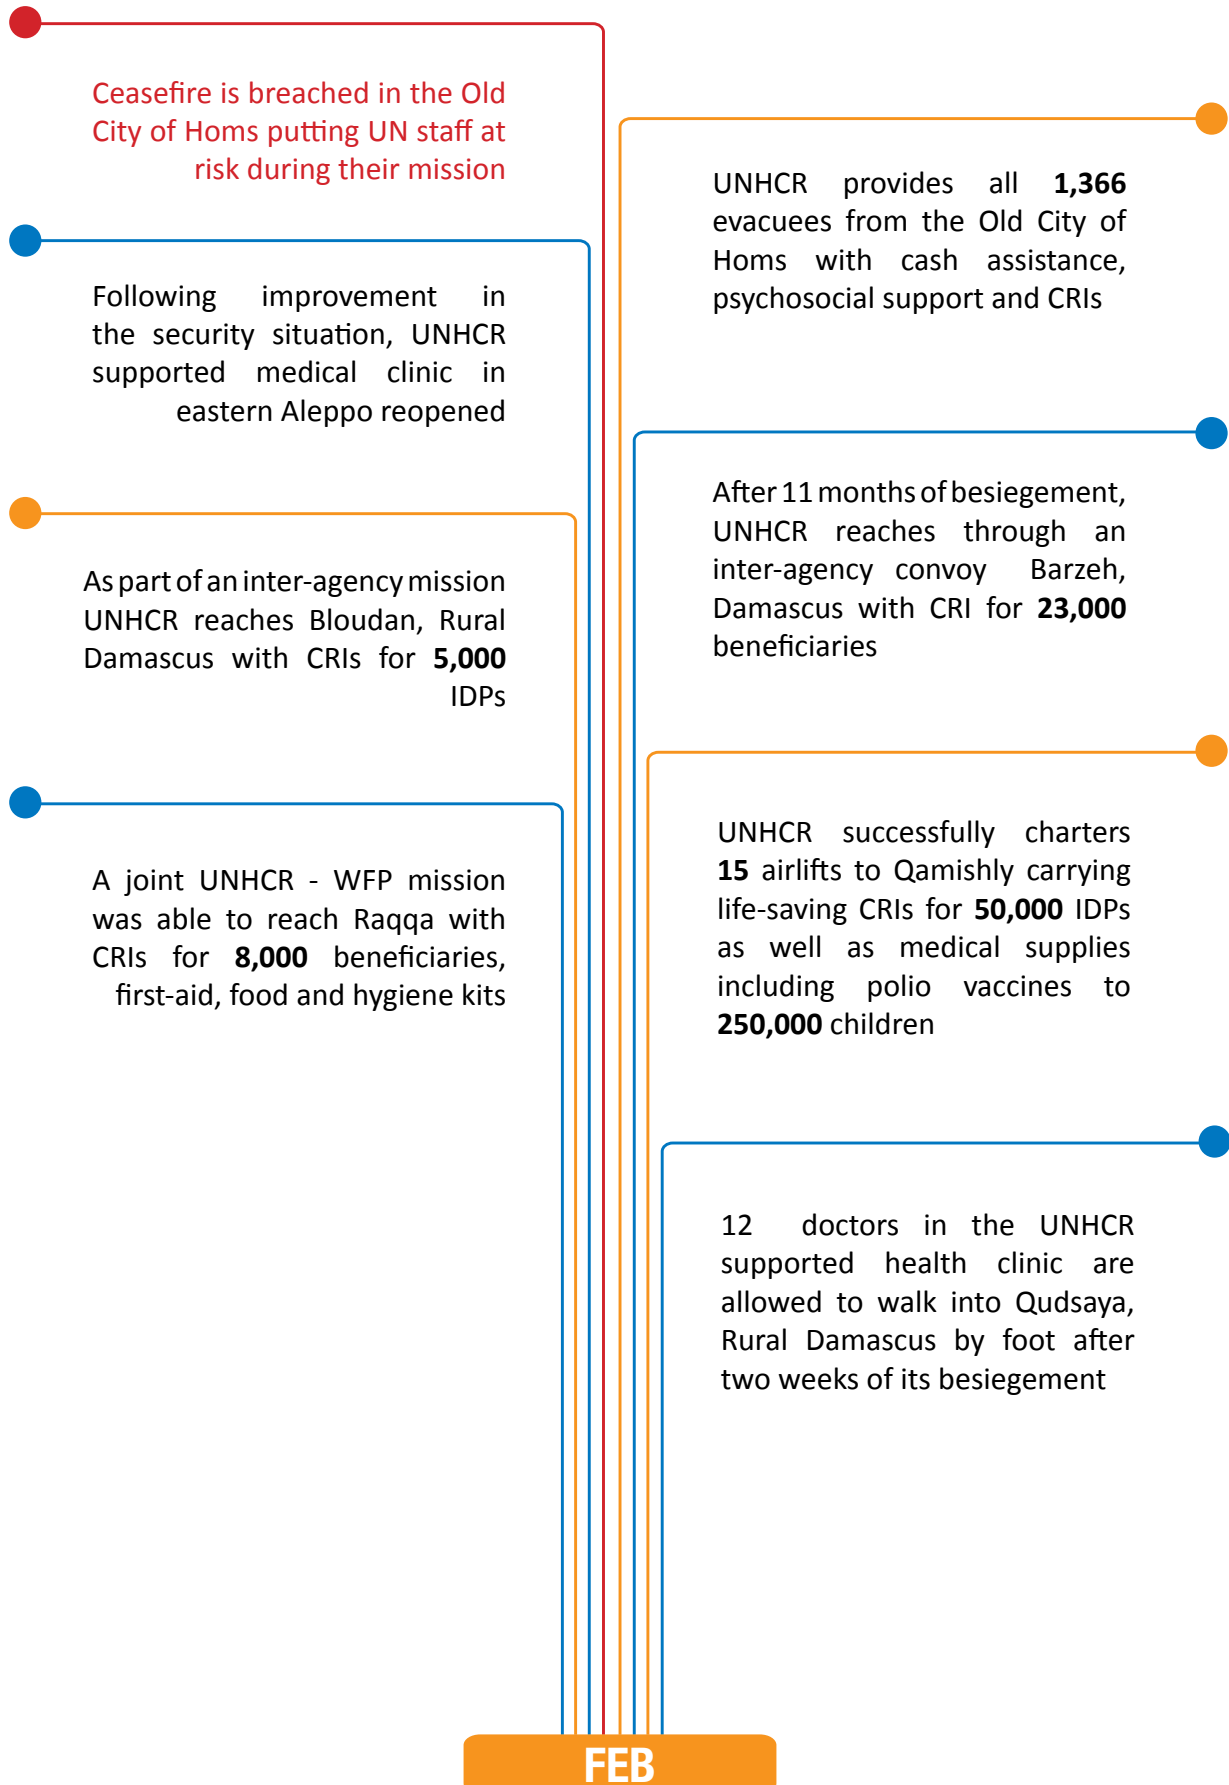 Ceasefire is breached in the Old
City of Homs putting UN staff at
risk during their mission
Following improvement in
the security situation, UNHCR
supported medical clinic in
eastern Aleppo reopened
As part of an inter-agency mission
UNHCR reaches Bloudan, Rural
Damascus with CRIs for 5,000
IDPs
A joint UNHCR - WFP mission
was able to reach Raqqa with
CRIs for 8,000 beneficiaries,
first-aid, food and hygiene kits
UNHCR provides all 1,366
evacuees from the Old City of
Homs with cash assistance,
psychosocial support and CRIs
After 11 months of besiegement,
UNHCR reaches through an
inter-agency convoy Barzeh,
Damascus with CRI for 23,000
beneficiaries
UNHCR successfully charters
15 airlifts to Qamishly carrying
life-saving CRIs for 50,000 IDPs
as well as medical supplies
including polio vaccines to
250,000 children
12 doctors in the UNHCR
supported health clinic are
allowed to walk into Qudsaya,
Rural Damascus by foot after
two weeks of its besiegement
FEB